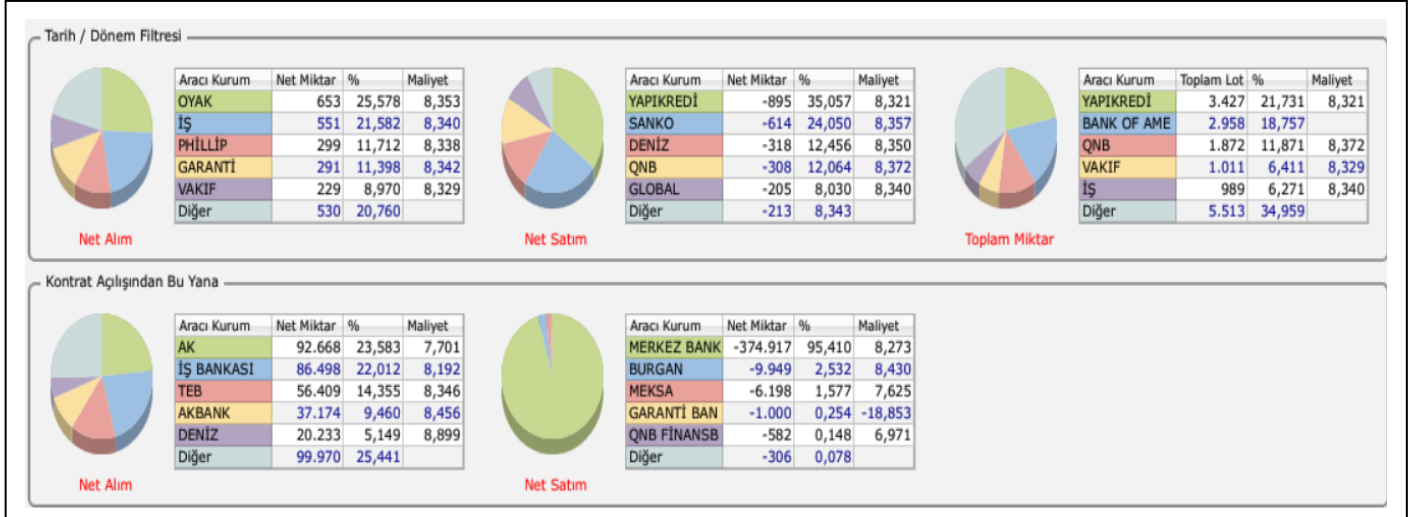 Tarih / Dönem Filtresi
Aracı Kurum Net Miktar % Maliyet
OYAK 653 25,578 8,353
İŞ 551 21,582 8,340
PHİLLİP 299 11,712 8,338
GARANTİ 291 11,398 8,342
VAKIF 229 8,970 8,329
Diğer 530 20,760
Net Alım
Aracı Kurum Net Miktar % Maliyet
YAPIKREDİ -895 35,057 8,321
SANKO -614 24,050 8,357
DENİZ -318 12,456 8,350
QNB -308 12,064 8,372
GLOBAL -205 8,030 8,340
Diğer -213 8,343
Net Satım
Aracı Kurum Toplam Lot % Maliyet
YAPIKREDİ 3.427 21,731 8,321
BANK OF AME 2.958 18,757
QNB 1.872 11,871 8,372
VAKIF 1.011 6,411 8,329
İŞ 989 6,271 8,340
Diğer 5.513 34,959
Toplam Miktar
Kontrat Açılışından Bu Yana
Aracı Kurum Net Miktar % Maliyet
AK 92.668 23,583 7,701
İŞ BANKASI 86.498 22,012 8,192
TEB 56.409 14,355 8,346
AKBANK 37.174 9,460 8,456
DENİZ 20.233 5,149 8,899
Diğer 99.970 25,441
Net Alım
Aracı Kurum Net Miktar % Maliyet
MERKEZ BANK -374.917 95,410 8,273
BURGAN -9.949 2,532 8,430
MEKSA -6.198 1,577 7,625
GARANTİ BAN -1.000 0,254 -18,853
QNB FİNANSB -582 0,148 6,971
Diğer -306 0,078
Net Satım